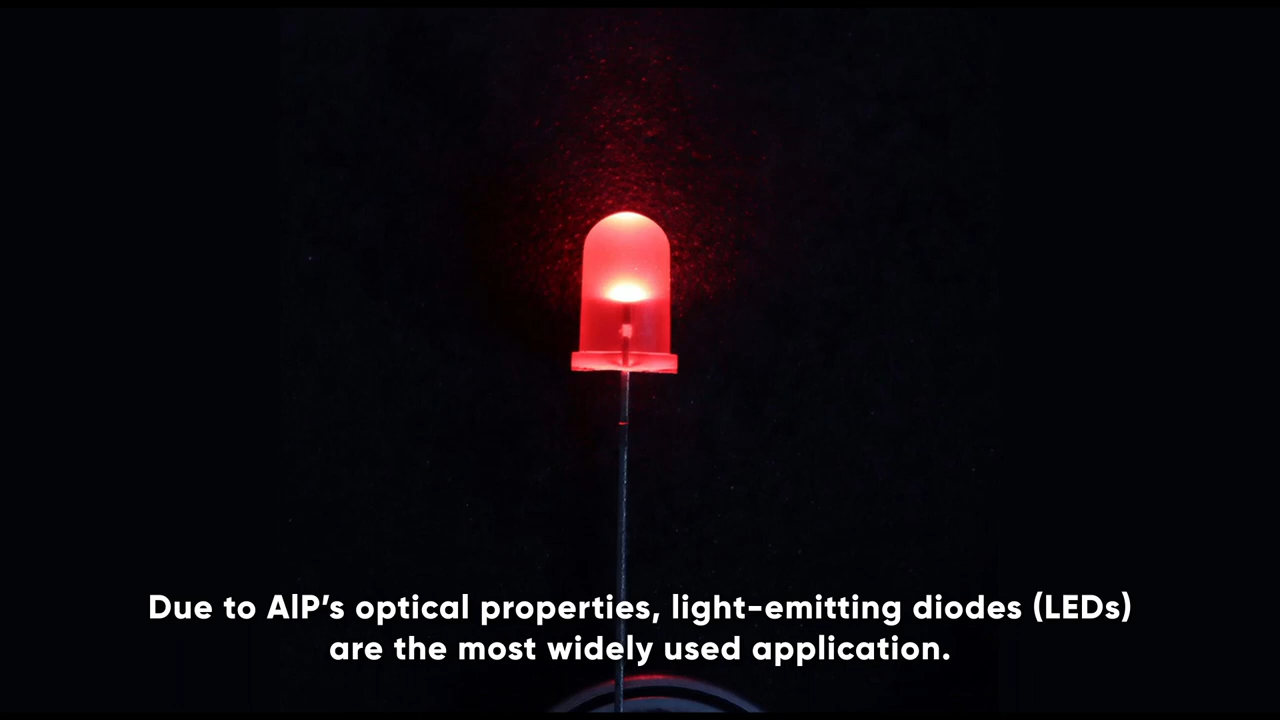 Due to AlP’s optical properties, light-emitting diodes (LEDs)
are the most widely used application.